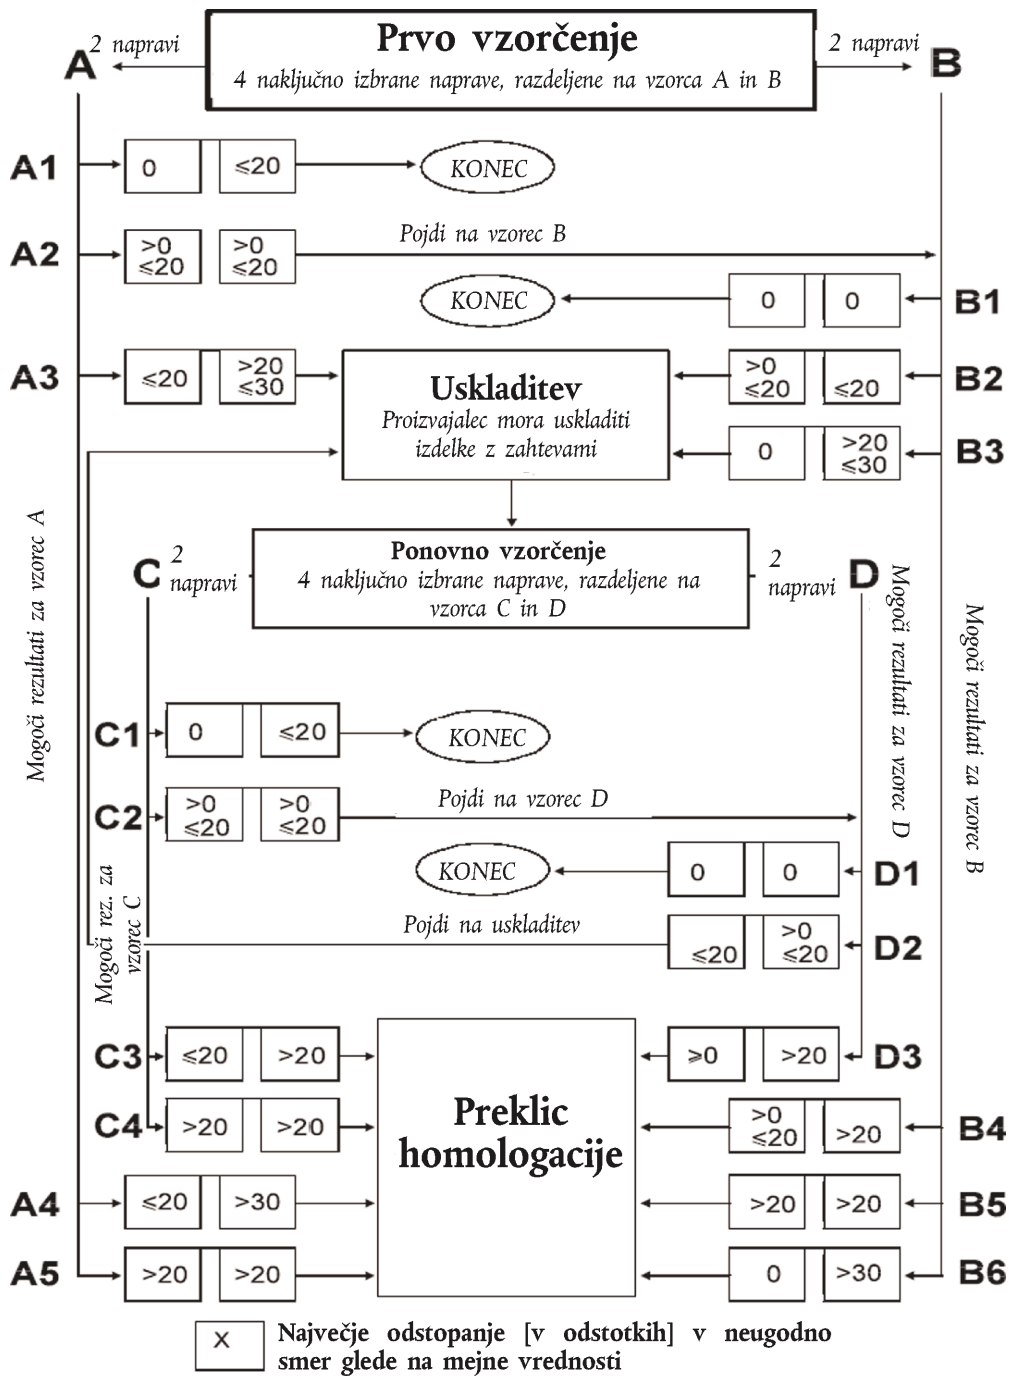 Prvo vzorčenje
4 naključno izbrane naprave, razdeljene na vzorca A in B
A
2 napravi
2 napravi
B
A1
0
≤20
KONEC
A2
>0
≤20
>0
≤20
Pojdi na vzorec B
KONEC
0
0
B1
A3
≤20
>20
≤30
Uskladitev
Proizvajalec mora uskladiti
izdelke z zahtevami
>0
≤20
≤20
B2
0
>20
≤30
B3
Mogoči rezultati za vzorec A
C
2
napravi
Ponovno vzorčenje
4 naključno izbrane naprave, razdeljene na
vzorca C in D
2
napravi
D
Mogoči rezultati za vzorec D
Mogoči rezultati za vzorec B
C1
0
≤20
KONEC
C2
>0
≤20
>0
≤20
Pojdi na vzorec D
KONEC
0
0
D1
Mogoči rez. za
vzorec C
Pojdi na uskladitev
≤20
>0
≤20
D2
C3
≤20
>20
Preklic
homologacije
≥0
>20
D3
C4
>20
>20
>0
≤20
>20
B4
A4
≤20
>30
>20
>20
B5
A5
>20
>20
0
>30
B6
X
Največje odstopanje [v odstotkih] v neugodno
smer glede na mejne vrednosti